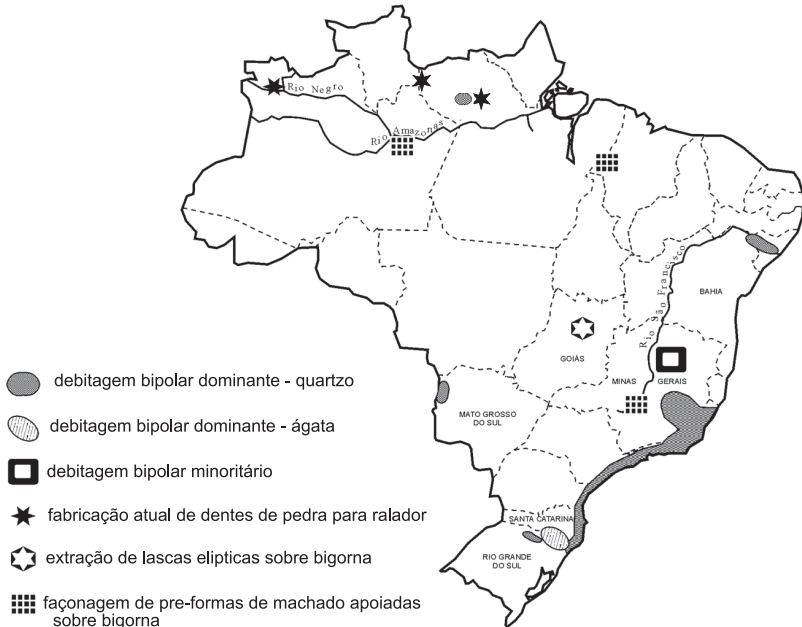 Rio Negro
Rio Amazonas
Rio São Francisco
BAHIA
GOIÁS
MINAS GERAIS
MATO GROSSO
DO SUL
SANTA CATARINA
RIO GRANDE
DO SUL
debitagem bipolar dominante - quartzo
debitagem bipolar dominante - ágata
debitagem bipolar minoritário
fabricação atual de dentes de pedra para ralador
extração de lascas elipticas sobre bigorna
façonagem de pre-formas de machado apoiadas
sobre bigorna